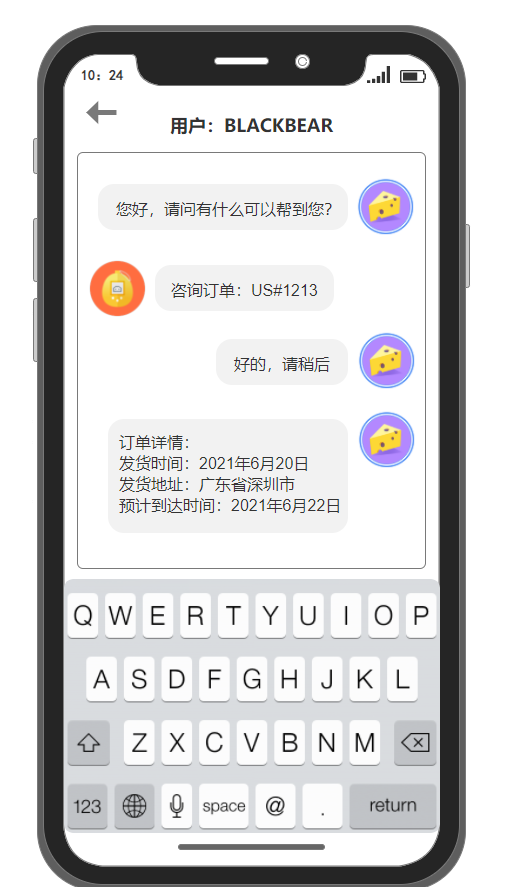 10：24
用户：BLACKBEAR
您好，请问有什么可以帮到您?
咨询订单：US#1213
好的，请稍后
订单详情：
发货时间：2021年6月20日
发货地址：广东省深圳市
预计到达时间：2021年6月22日
Q W E R T Y U I O P
A S D F G H J K L
Z X C V B N M
123 space @ . return